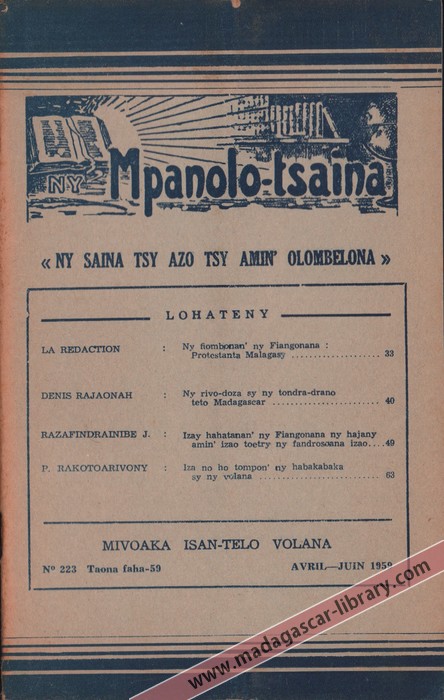 NY Mpanolo-tsaina
« NY SAINA TSY AZO TSY AMIN' OLOMBELONA »
LOHATENY
LA REDACTION : Ny fiombonan' ny Fiangonana :
Protestanta Malagasy .................. 33
DENIS RAJAONAH : Ny rivo-doza sy ny tondra-drano
teto Madagascar ...................... 40
RAZAFINDRAINIBE J. : Izay hahatanan' ny Fiangonana ny hajany
amin' izao toetry ny fandrosoana izao....49
P. RAKOTOARIVONY : Iza no ho tompon' ny habakabaka
sy ny volana ......................... 63
MIVOAKA ISAN-TELO VOLANA
Nº 223 Taona faha-59 AVRIL—JUIN 1959
www.madagascar-library.com